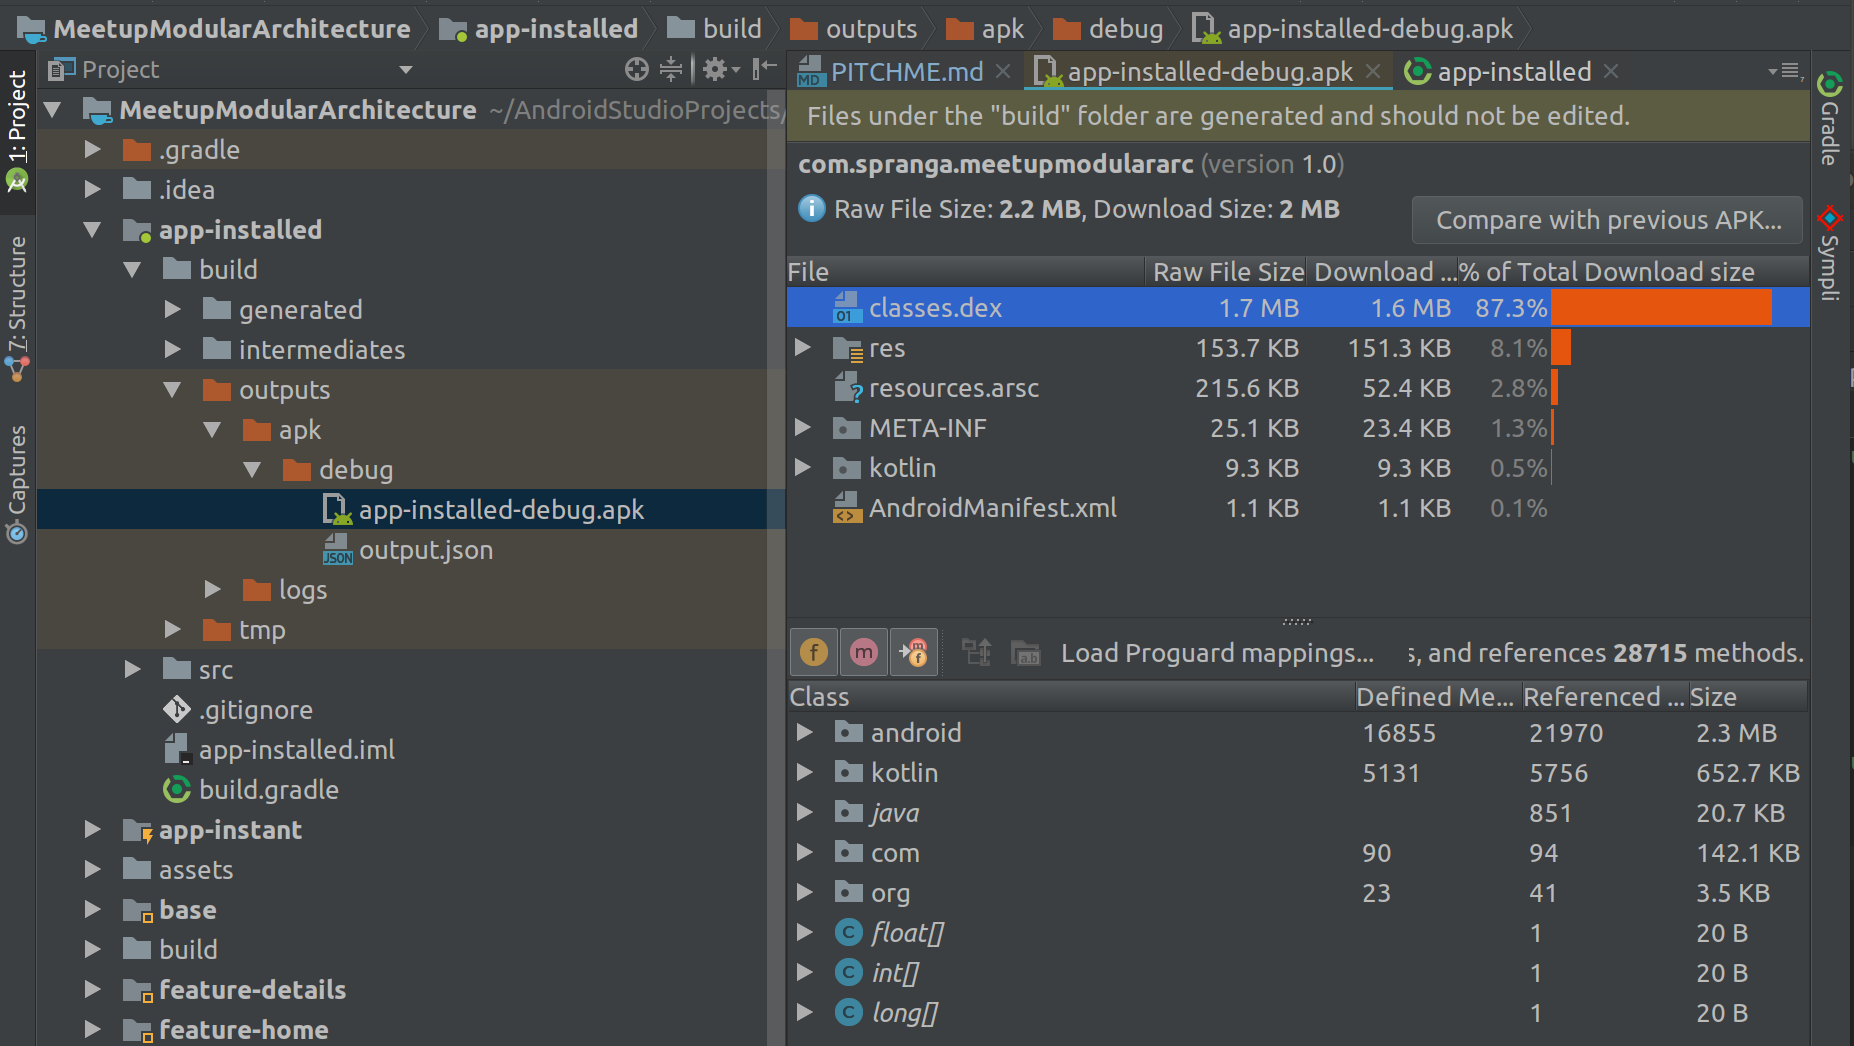 MeetupModularArchitecture app-installed build outputs apk debug app-installed-debug.apk
1: Project
7: Structure
Captures
Project
MeetupModularArchitecture ~/AndroidStudioProjects/
.gradle
.idea
app-installed
build
generated
intermediates
outputs
apk
debug
app-installed-debug.apk
JSON output.json
logs
tmp
src
.gitignore
app-installed.iml
build.gradle
app-instant
assets
base
build
feature-details
feature-home
MD PITCHME.md app-installed-debug.apk app-installed
Files under the "build" folder are generated and should not be edited.
com.spranga.meetupmodulararc (version 1.0)
i Raw File Size: 2.2 MB, Download Size: 2 MB
Compare with previous APK...
File Raw File Size Download ... % of Total Download size
01 classes.dex 1.7 MB 1.6 MB 87.3%
res 153.7 KB 151.3 KB 8.1%
? resources.arsc 215.6 KB 52.4 KB 2.8%
META-INF 25.1 KB 23.4 KB 1.3%
kotlin 9.3 KB 9.3 KB 0.5%
<> AndroidManifest.xml 1.1 KB 1.1 KB 0.1%
f m m f a.b Load Proguard mappings... s, and references 28715 methods.
Class Defined Me... Referenced ... Size
android 16855 21970 2.3 MB
kotlin 5131 5756 652.7 KB
java 851 20.7 KB
com 90 94 142.1 KB
org 23 41 3.5 KB
C float[] 1 20 B
C int[] 1 20 B
C long[] 1 20 B
Gradle
Sympli